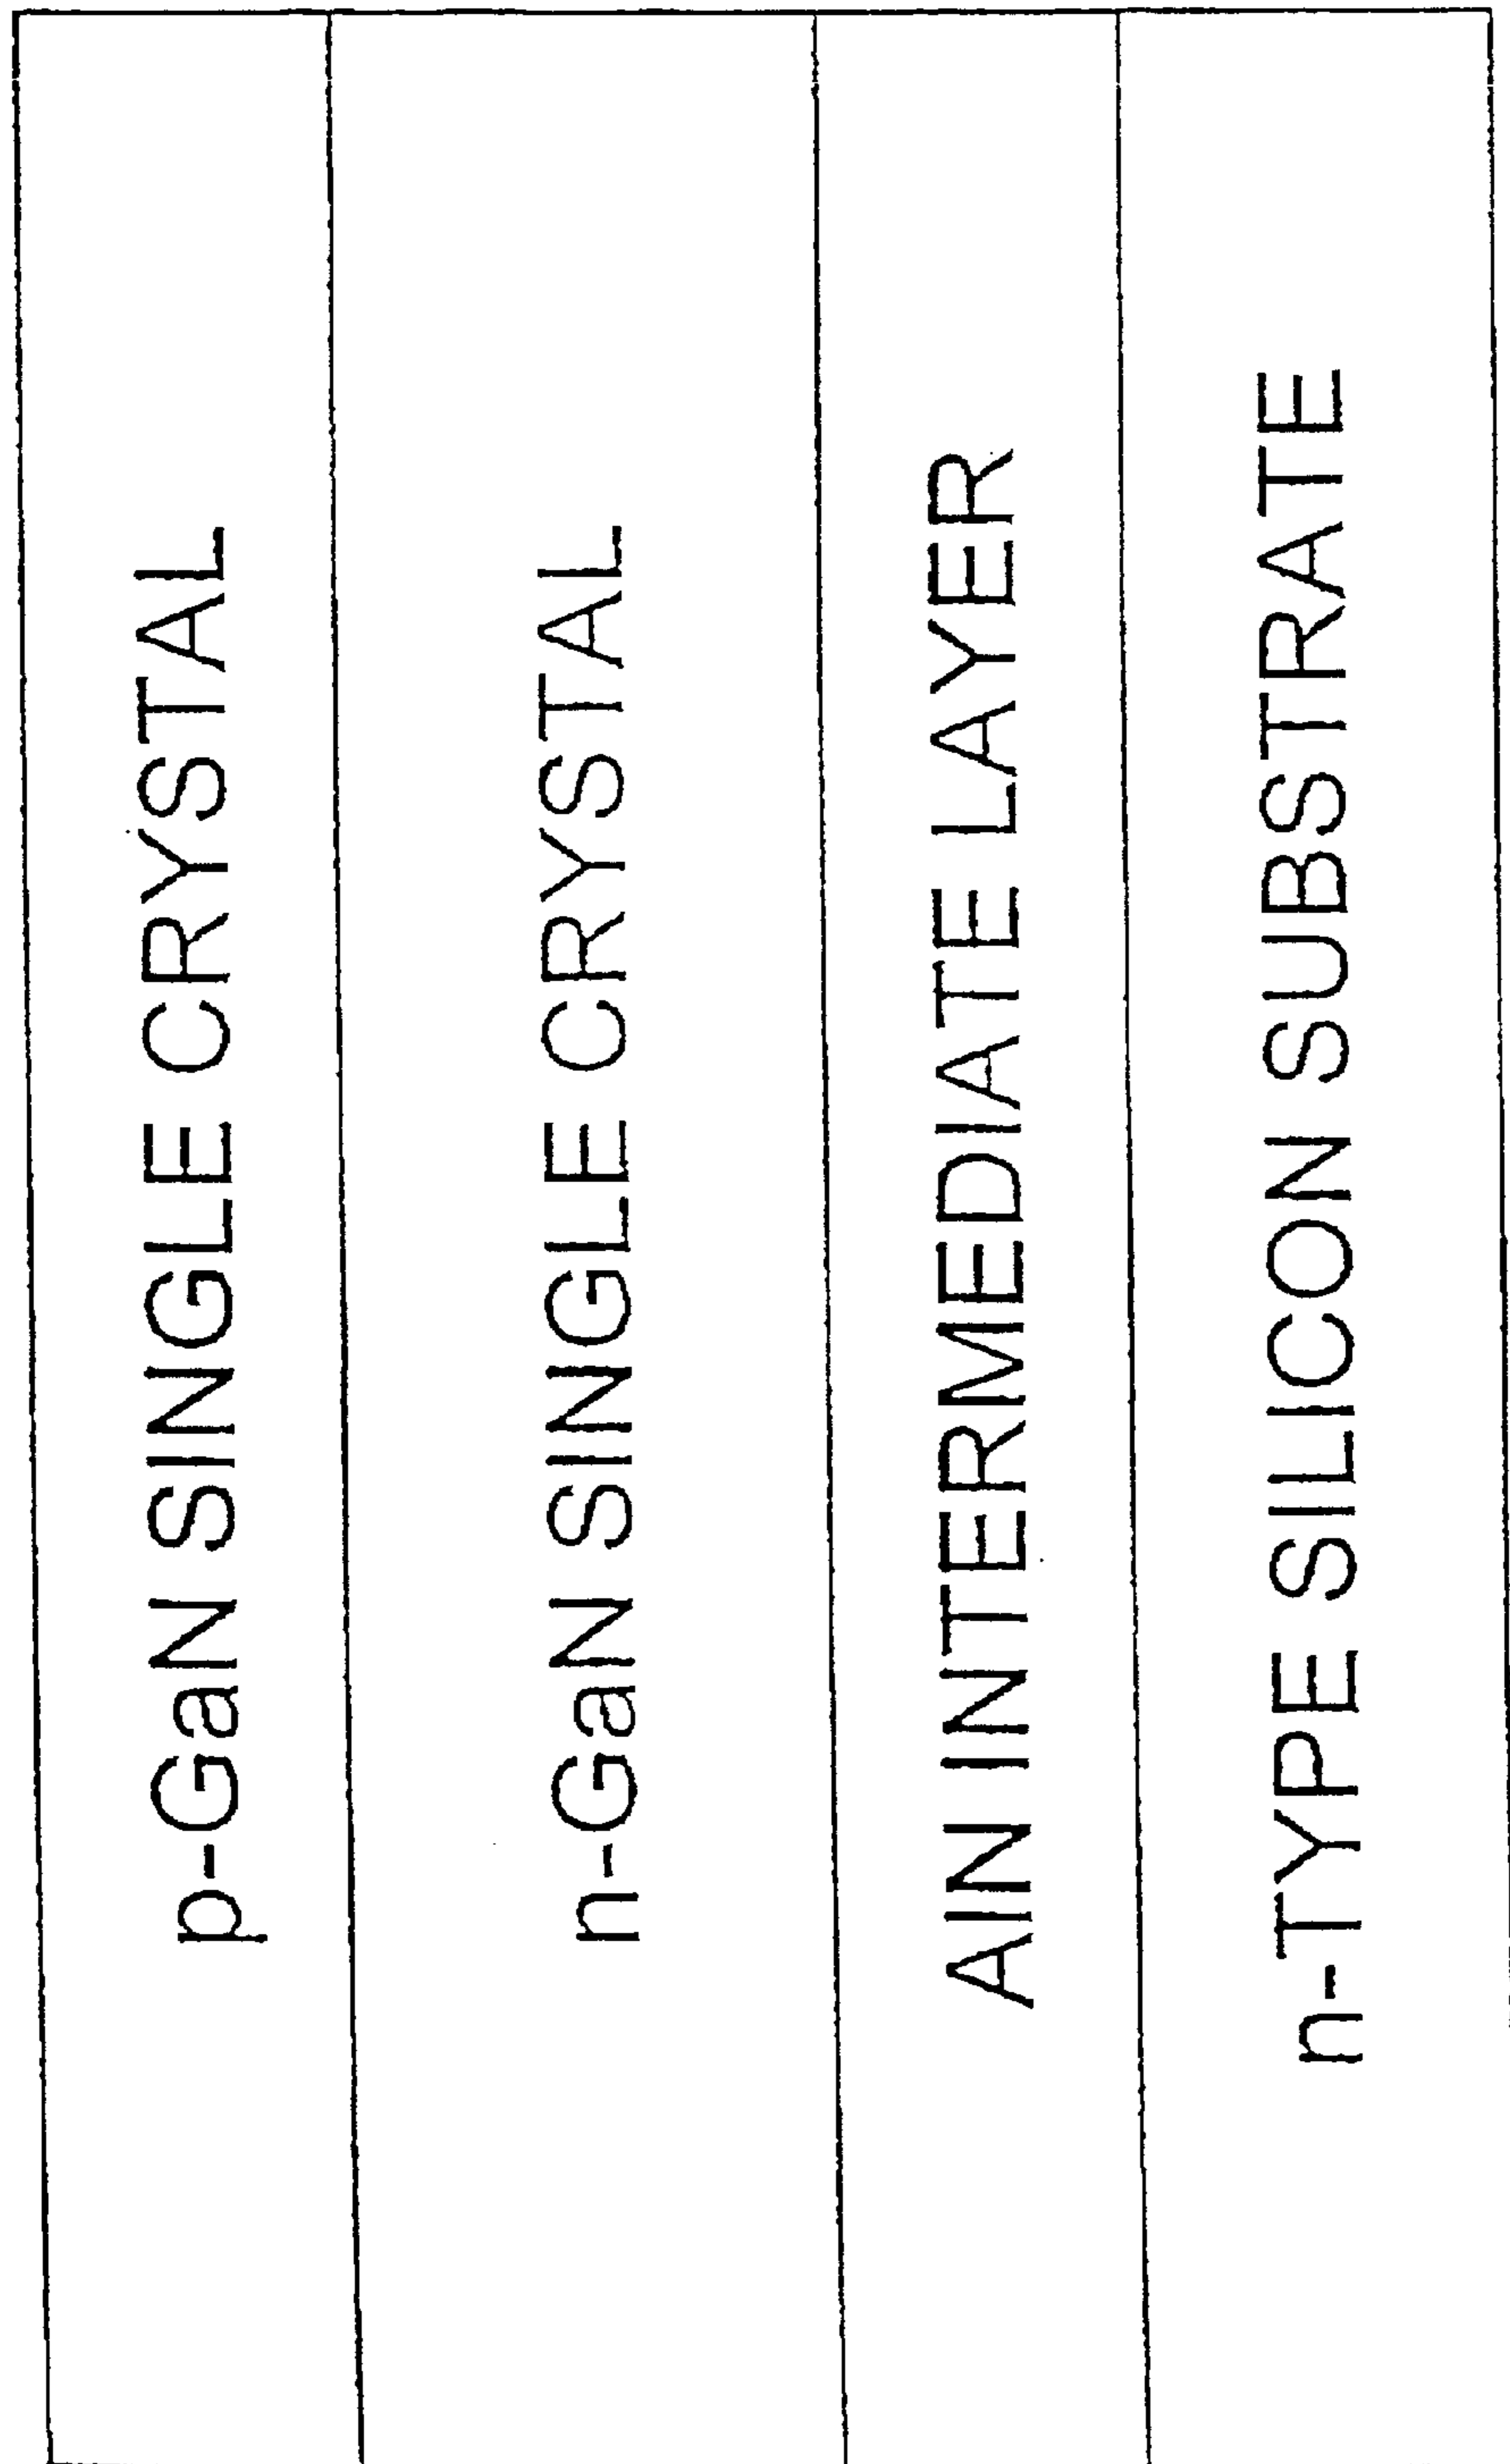 p-GaN SINGLE CRYSTAL
n-GaN SINGLE CRYSTAL
AlN INTERMEDIATE LAYER
n-TYPE SILICON SUBSTRATE